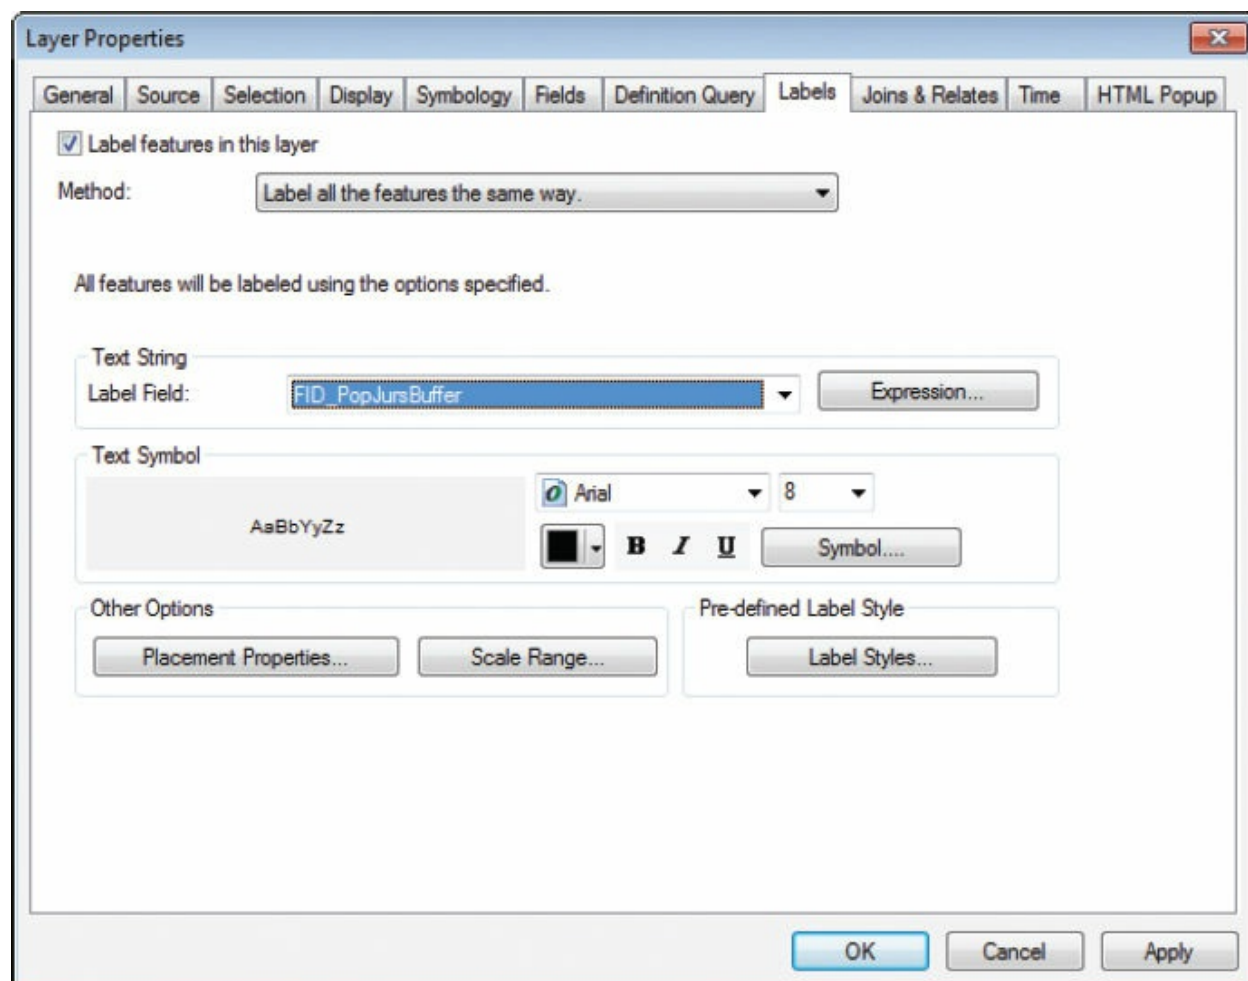 Layer Properties
General Source Selection Display Symbology Fields Definition Query Labels Joins & Relates Time HTML Popup
Label features in this layer
Method: Label all the features the same way.
All features will be labeled using the options specified.
Text String
Label Field: FID_PopJursBuffer Expression...
Text Symbol
AaBbYyZz Arial 8
B I U Symbol....
Other Options Pre-defined Label Style
Placement Properties... Scale Range... Label Styles...
OK Cancel Apply